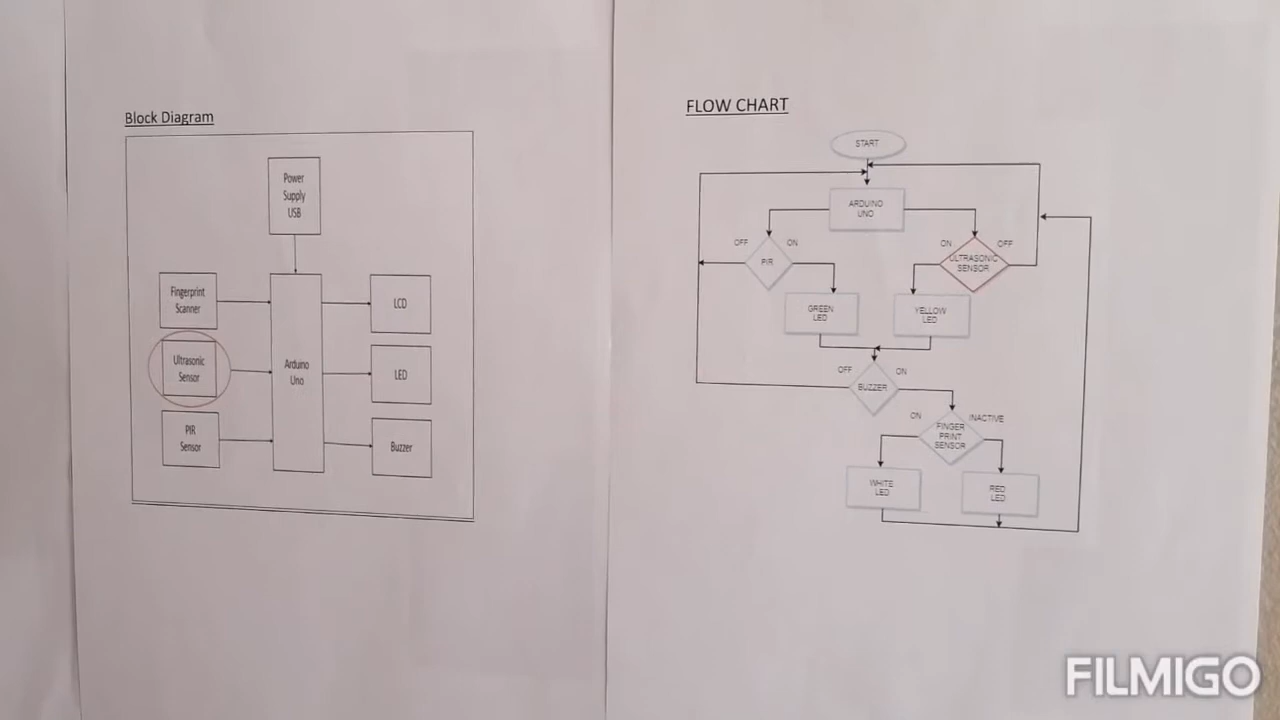 Block Diagram
Power
Supply
USB
Fingerprint
Scanner
Ultrasonic
Sensor
PIR
Sensor
Arduino
Uno
LCD
LED
Buzzer
FLOW CHART
START
ARDUINO
UNO
OFF
ON
PIR
ON
OFF
ULTRASONIC
SENSOR
GREEN
LED
YELLOW
LED
OFF
ON
BUZZER
ON
INACTIVE
FINGER
PRINT
SENSOR
WHITE
LED
RED
LED
FILMIGO